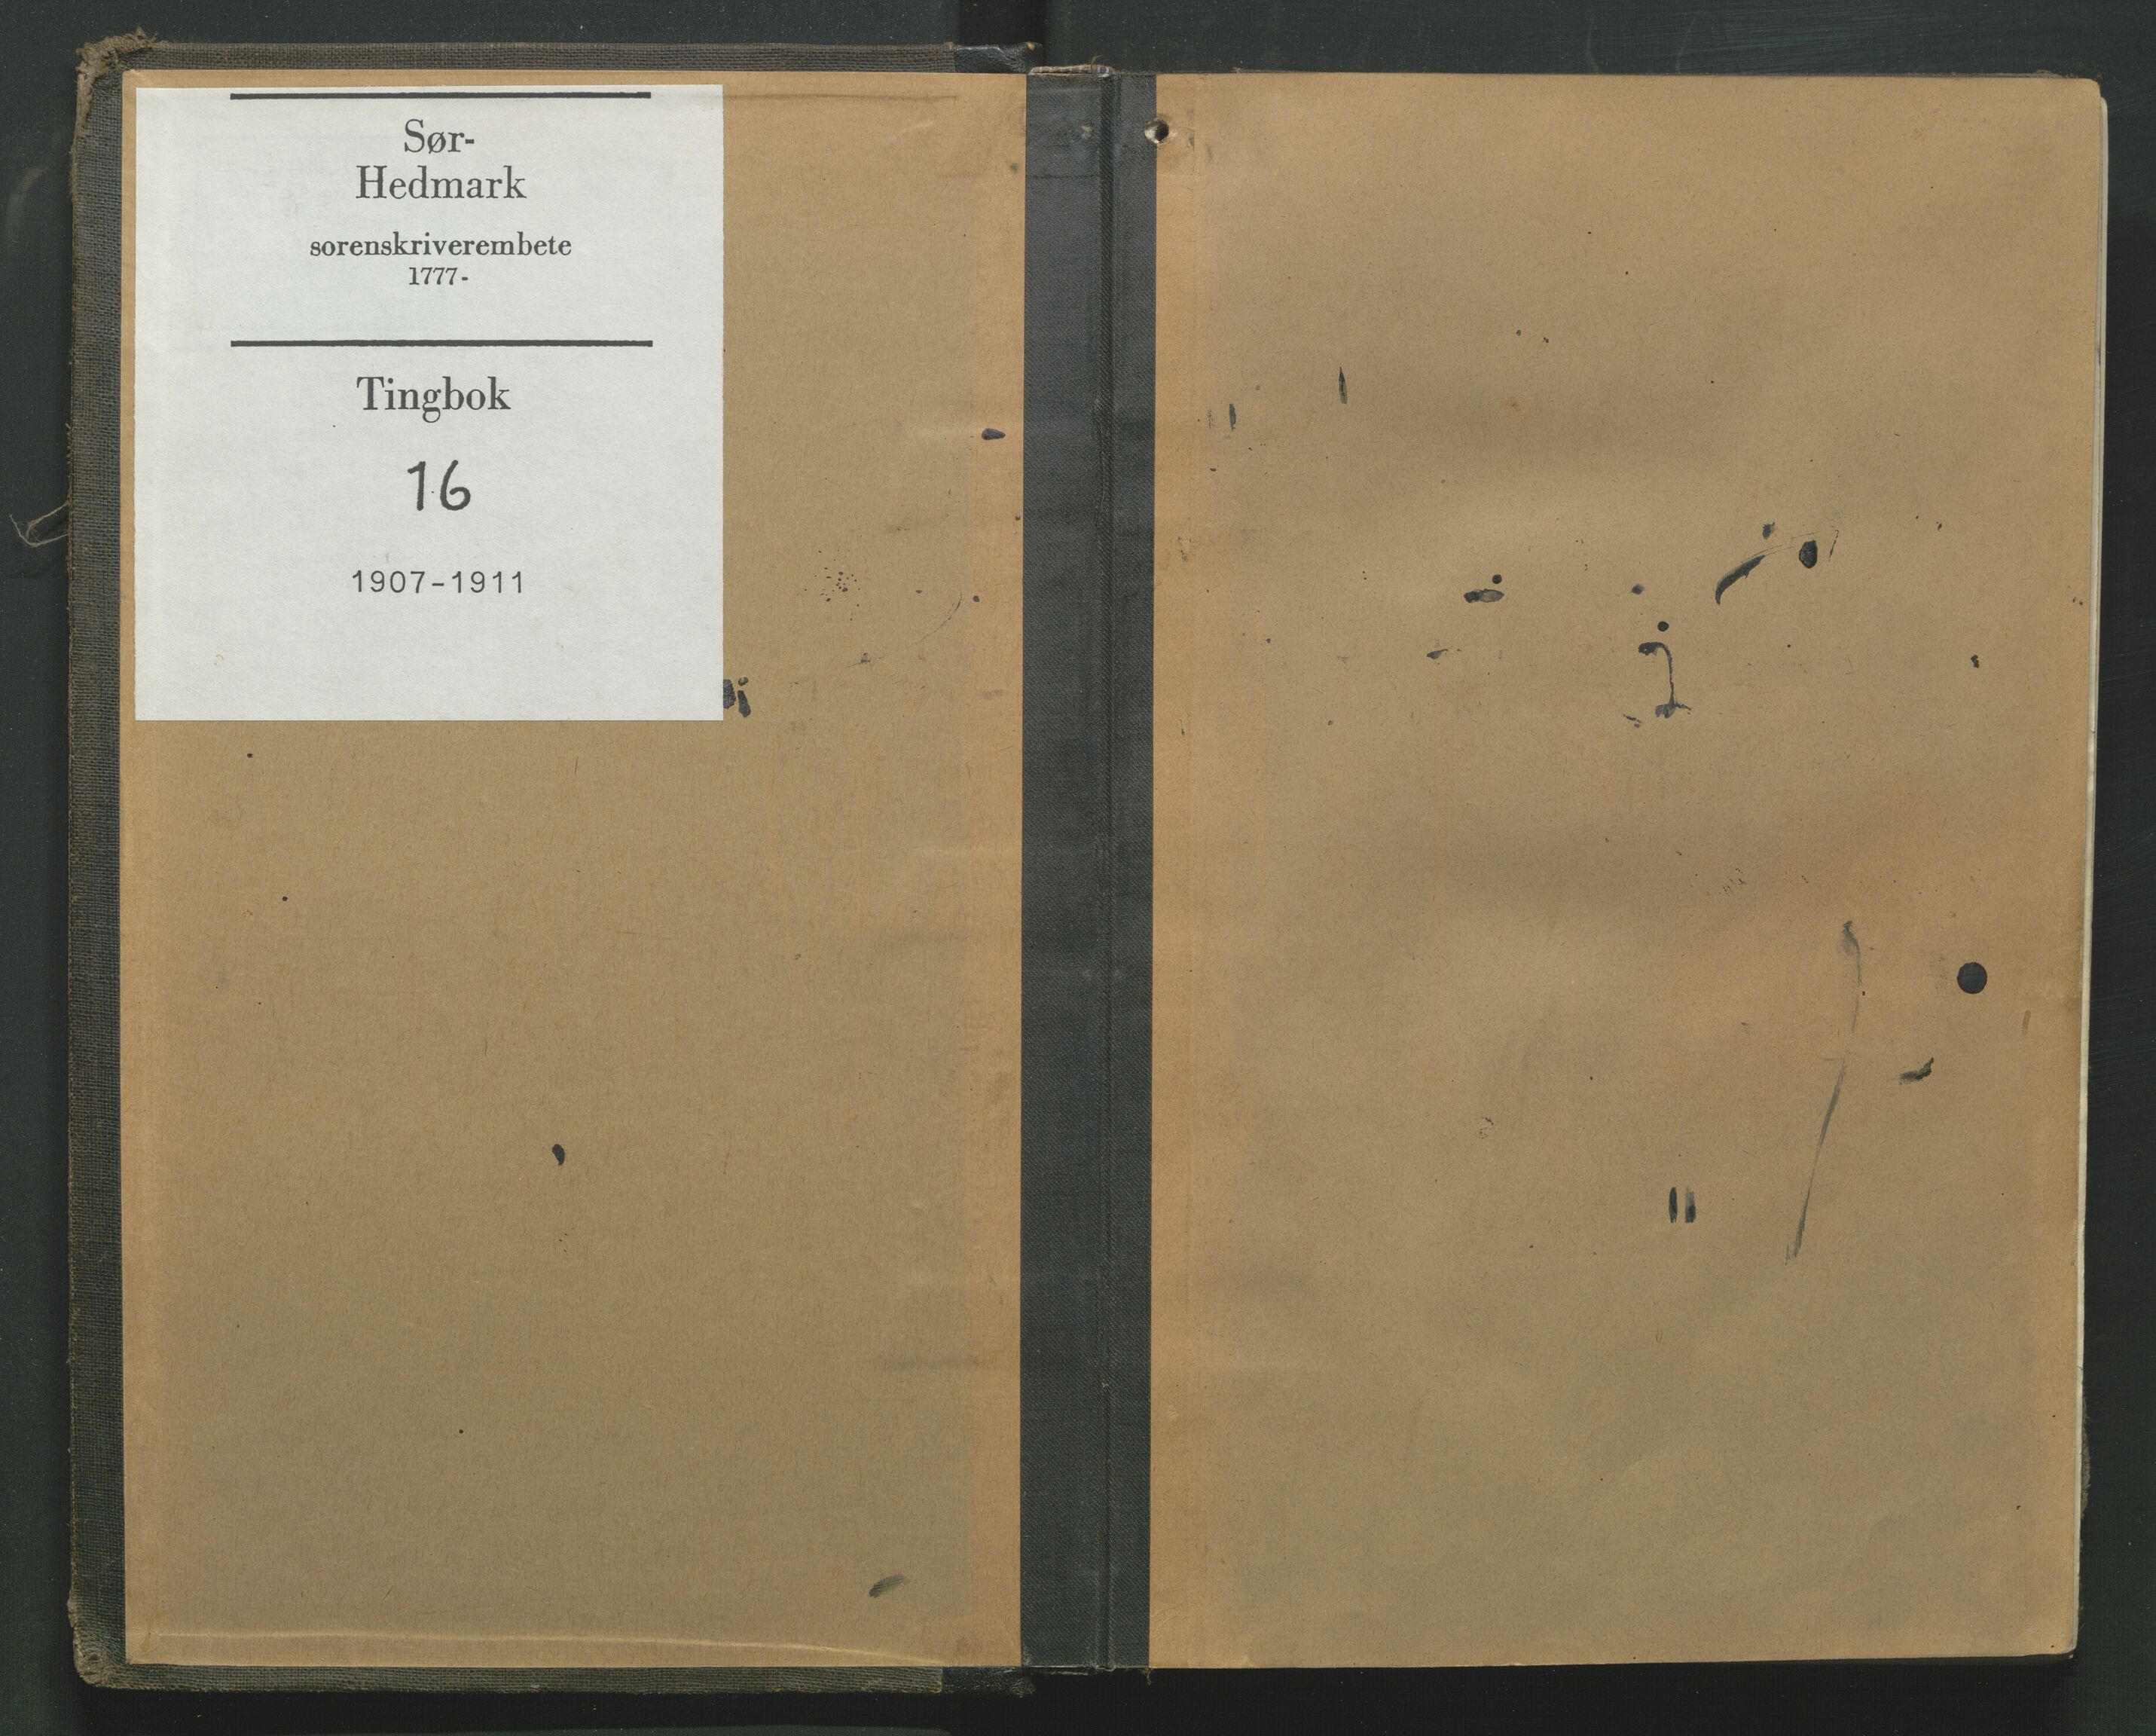 Sør-
Hedmark
sorenskriverembete
1777-
Tingbok
16
1907-1911